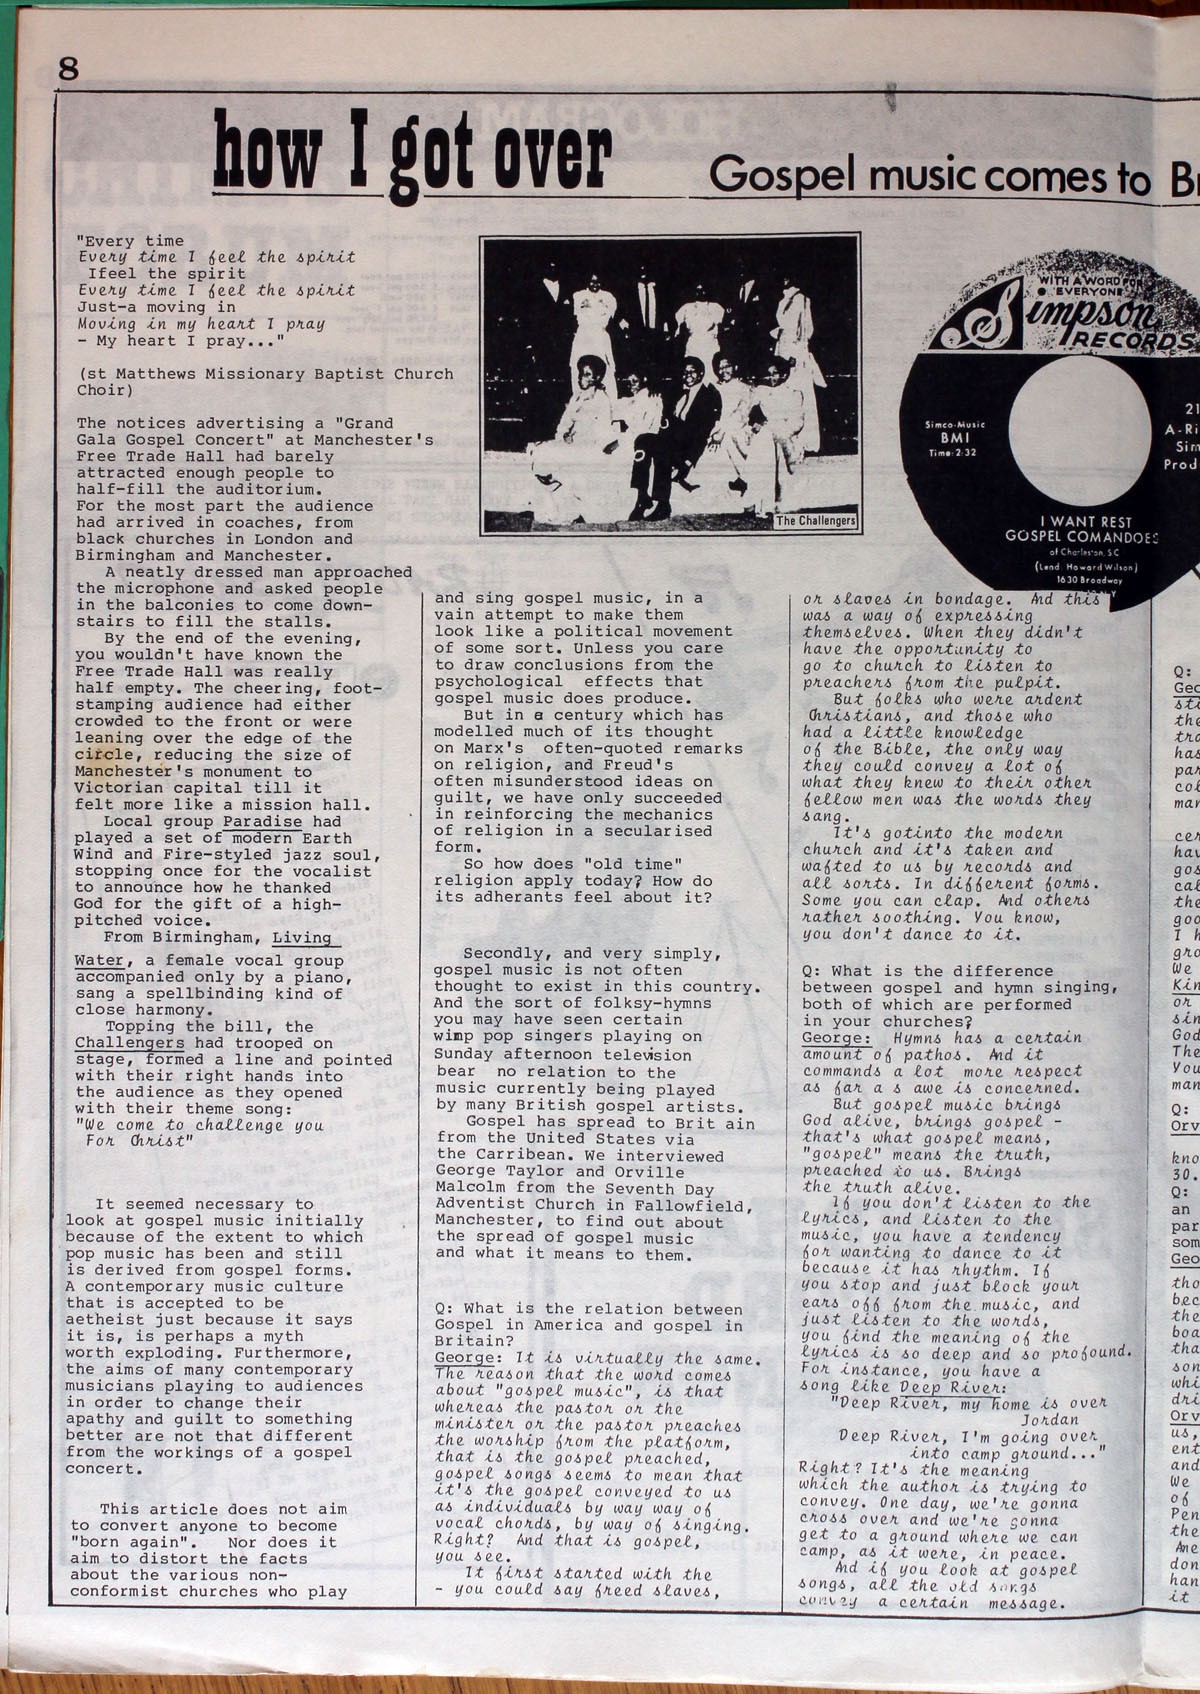 8
how I got over
Gospel music comes to
"Every time
Every time I feel the spirit
Ifeel the spirit
Every time I feel the spirit
Just-a moving in
Moving in my heart I pray
- My heart I pray..."
(st Matthews Missionary Baptist Church
Choir)
The notices advertising a "Grand
Gala Gospel Concert" at Manchester's
Free Trade Hall had barely
attracted enough people to
half-fill the auditorium.
For the most part the audience
had arrived in coaches, from
black churches in London and
Birmingham and Manchester.
A neatly dressed man approached
the microphone and asked people
in the balconies to come down-
stairs to fill the stalls.
By the end of the evening,
you wouldn't have known the
Free Trade Hall was really
half empty. The cheering, foot-
stamping audience had either
crowded to the front or were
leaning over the edge of the
circle, reducing the size of
Manchester's monument to
Victorian capital till it
felt more like a mission hall.
Local group Paradise had
played a set of modern Earth
Wind and Fire-styled jazz soul,
stopping once for the vocalist
to announce how he thanked
God for the gift of a high-
pitched voice.
From Birmingham, Living
Water, a female vocal group
accompanied only by a piano,
sang a spellbinding kind of
close harmony.
Topping the bill, the
Challengers had trooped on
stage, formed a line and pointed
with their right hands into
the audience as they opened
with their theme song:
"We come to challenge you
For Christ"
It seemed necessary to
look at gospel music initially
because of the extent to which
pop music has been and still
is derived from gospel forms.
A contemporary music culture
that is accepted to be
aetheist just because it says
it is, is perhaps a myth
worth exploding. Furthermore,
the aims of many contemporary
musicians playing to audiences
in order to change their
apathy and guilt to something
better are not that different
from the workings of a gospel
concert.
This article does not aim
to convert anyone to become
"born again". Nor does it
aim to distort the facts
about the various non-
conformist churches who play
The Challengers
and sing gospel music, in a
vain attempt to make them
look like a political movement
of some sort. Unless you care
to draw conclusions from the
psychological effects that
gospel music does produce.
But in a century which has
modelled much of its thought
on Marx's often-quoted remarks
on religion, and Freud's
often misunderstood ideas on
guilt, we have only succeeded
in reinforcing the mechanics
of religion in a secularised
form.
So how does "old time"
religion apply today? How do
its adherants feel about it?
Secondly, and very simply,
gospel music is not often
thought to exist in this country.
And the sort of folksy-hymns
you may have seen certain
wimp pop singers playing on
Sunday afternoon television
bear no relation to the
music currently being played
by many British gospel artists.
Gospel has spread to Brit ain
from the United States via
the Carribean. We interviewed
George Taylor and Orville
Malcolm from the Seventh Day
Adventist Church in Fallowfield,
Manchester, to find out about
the spread of gospel music
and what it means to them.
Q: What is the relation between
Gospel in America and gospel in
Britain?
George: It is virtually the same.
The reason that the word comes
about "gospel music", is that
whereas the pastor or the
minister or the pastor preaches
the worship from the platform,
that is the gospel preached,
gospel songs seems to mean that
it's the gospel conveyed to us
as individuals by way way of
vocal chords, by way of singing.
Right? And that is gospel,
you see.
It first started with the
- you could say freed slaves,
WITH A WORD FOR
EVERYONE
Simpson
RECORDS
Simco-Music
BMI
Time-2:32
21
A-Ri
Sim
Prod
I WANT REST
GOSPEL COMANDOES
of Charleston, S.C
(Lead Howard Wilson)
1630 Broadway
or slaves in bondage. And this
was a way of expressing
themselves. When they didn't
have the opportunity to
go to church to listen to
preachers from the pulpit.
But folks who were ardent
Christians, and those who
had a little knowledge
of the Bible, the only way
they could convey a lot of
what they knew to their other
fellow men was the words they
sang.
It's gotinto the modern
church and it's taken and
wafted to us by records and
all sorts. In different forms.
Some you can clap. And others
rather soothing. You know,
you don't dance to it.
Q: What is the difference
between gospel and hymn singing,
both of which are performed
in your churches?
George: Hymns has a certain
amount of pathos. And it
commands a lot more respect
as far a s awe is concerned.
But gospel music brings
God alive, brings gospel -
that's what gospel means,
"gospel" means the truth,
preached to us. Brings
the truth alive.
If you don't listen to the
lyrics, and listen to the
music, you have a tendency
for wanting to dance to it
because it has rhythm. If
you stop and just block your
ears off from the music, and
just listen to the words,
you find the meaning of the
lyrics is so deep and so profound.
For instance, you have a
song like Deep River:
"Deep River, my home is over
Jordan
Deep River, I'm going over
into camp ground..."
Right? It's the meaning
which the author is trying to
convey. One day, we're gonna
cross over and we're gonna
get to a ground where we can
camp, as it were, in peace.
And if you look at gospel
songs, all the old songs
convey a certain message.
Q: